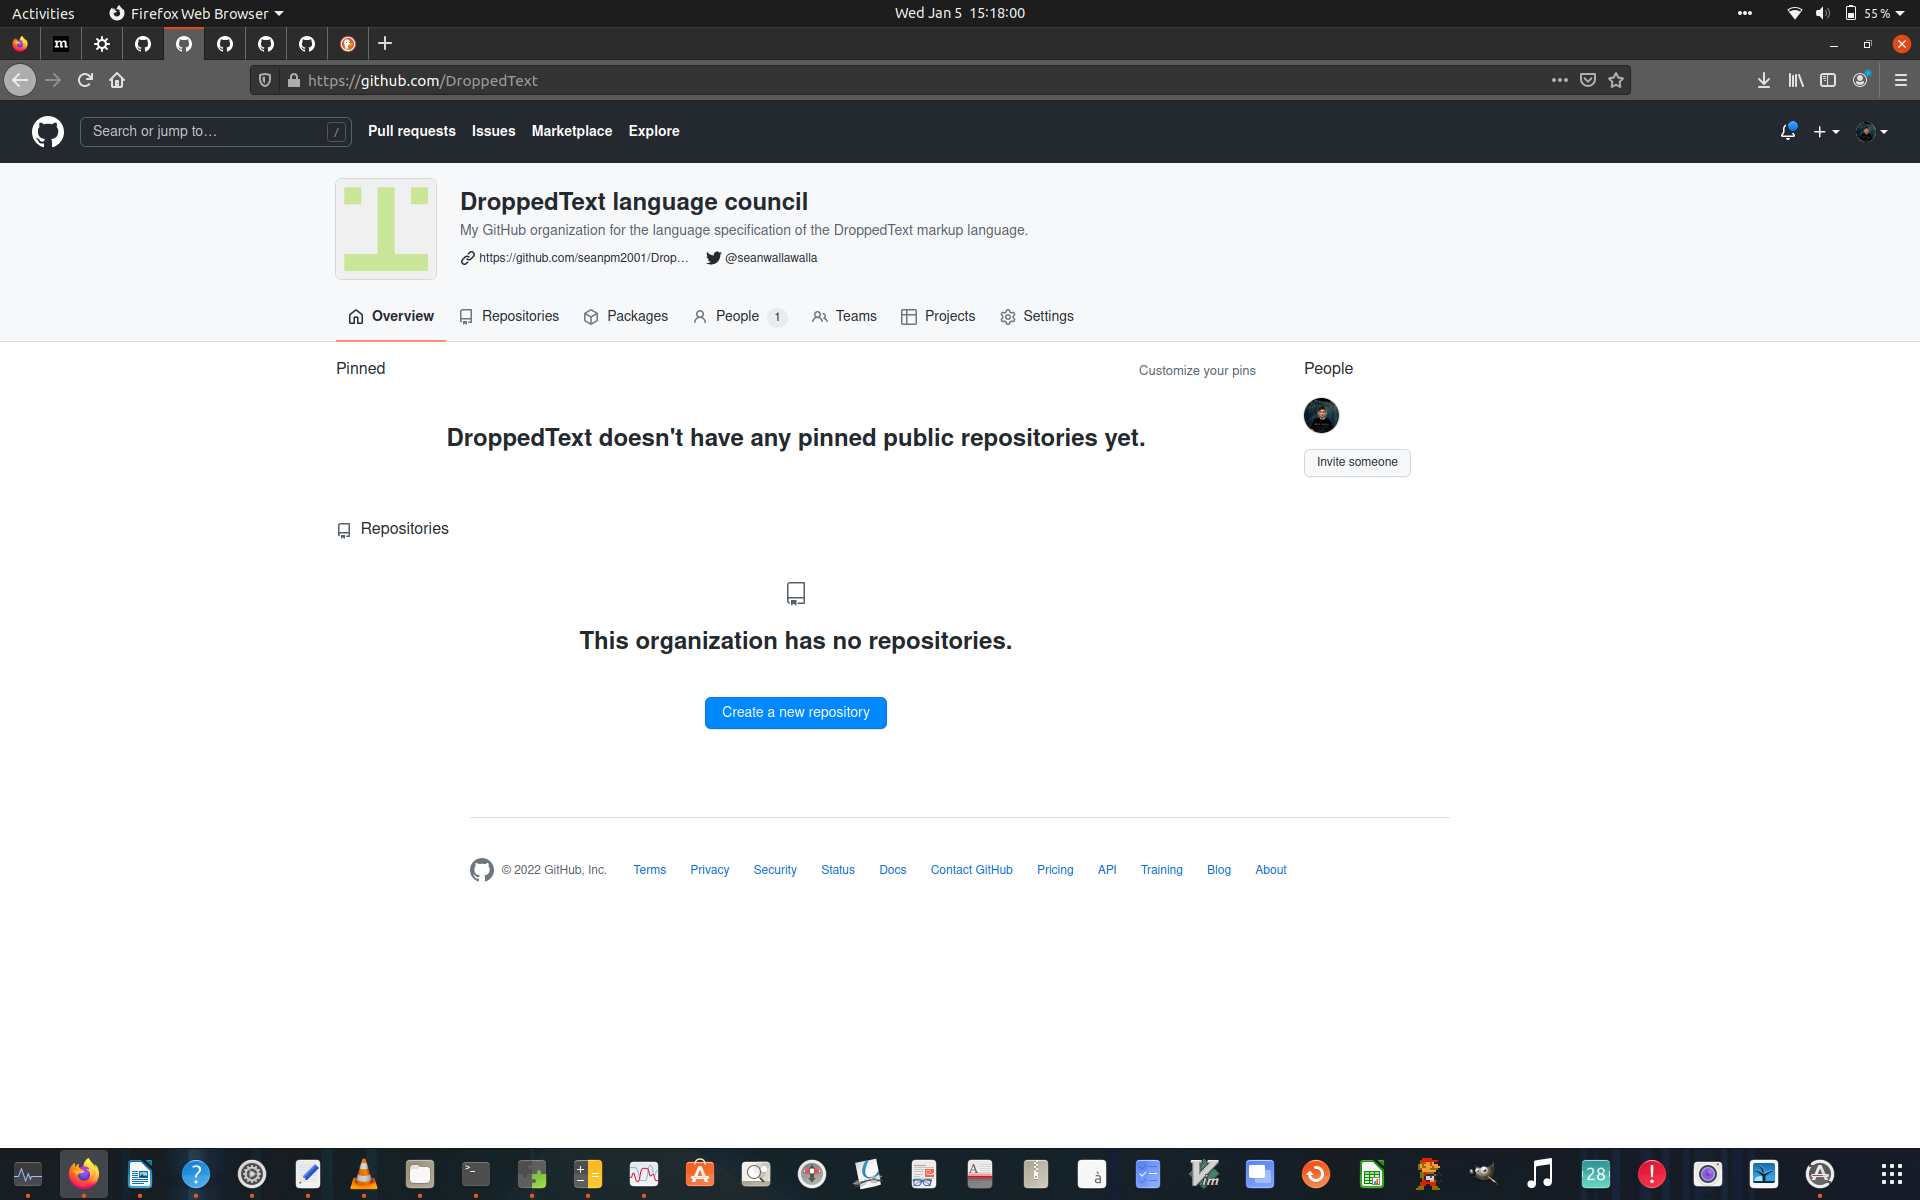 Activities Firefox Web Browser Wed Jan 5 15:18:00 55 %
m
https://github.com/DroppedText
Search or jump to... / Pull requests Issues Marketplace Explore
DroppedText language council
My GitHub organization for the language specification of the DroppedText markup language.
https://github.com/seanpm2001/Drop... @seanwallawalla
Overview Repositories Packages People 1 Teams Projects Settings
Pinned Customize your pins People
DroppedText doesn't have any pinned public repositories yet.
Invite someone
Repositories
This organization has no repositories.
Create a new repository
© 2022 GitHub, Inc. Terms Privacy Security Status Docs Contact GitHub Pricing API Training Blog About
? >_ A à Vim 28 !